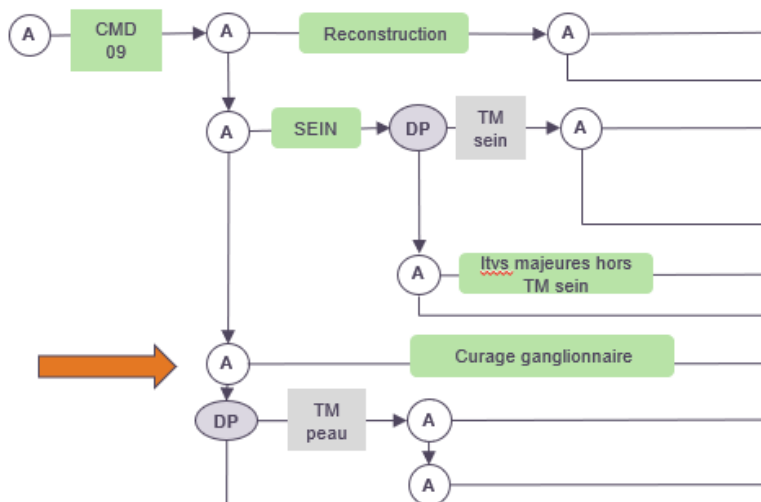 A
CMD
09
A
Reconstruction
A
A
SEIN
DP
TM
sein
A
A
Itvs majeures hors
TM sein
A
Curage ganglionnaire
DP
TM
peau
A
A